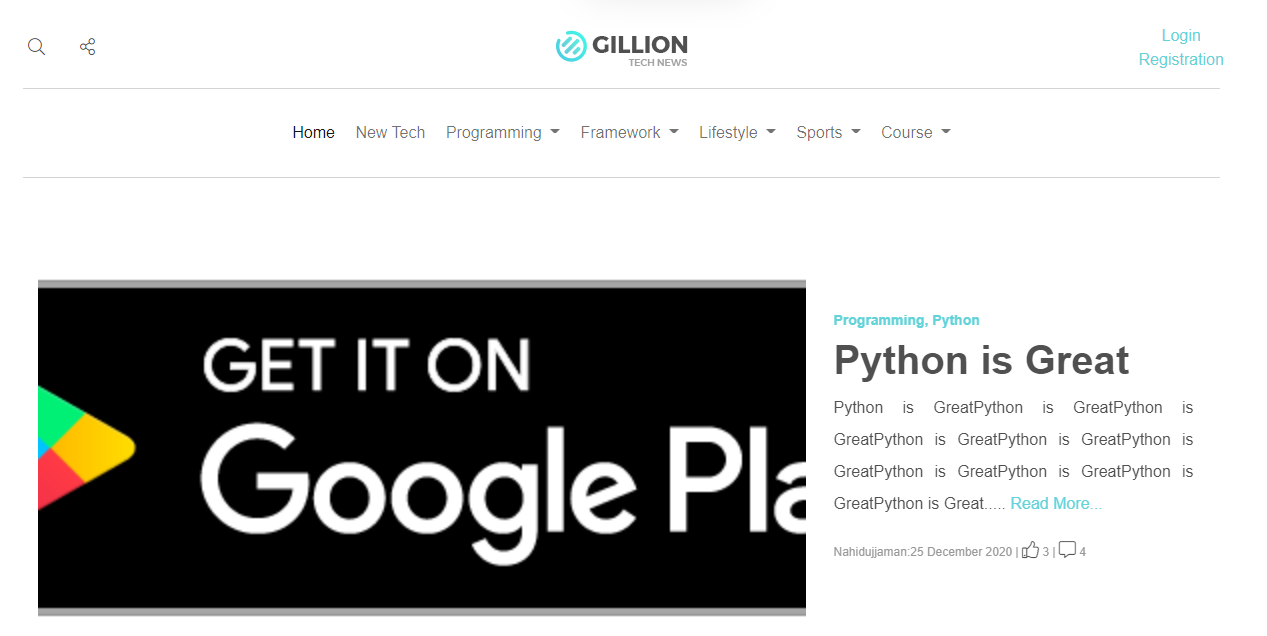 GILLION
TECH NEWS
Login
Registration
Home New Tech Programming Framework Lifestyle Sports Course
GET IT ON
Google Pla
Programming, Python
Python is Great
Python is GreatPython is GreatPython is
GreatPython is GreatPython is GreatPython is
GreatPython is GreatPython is GreatPython is
GreatPython is Great..... Read More...
Nahidujjaman:25 December 2020 | 3 | 4